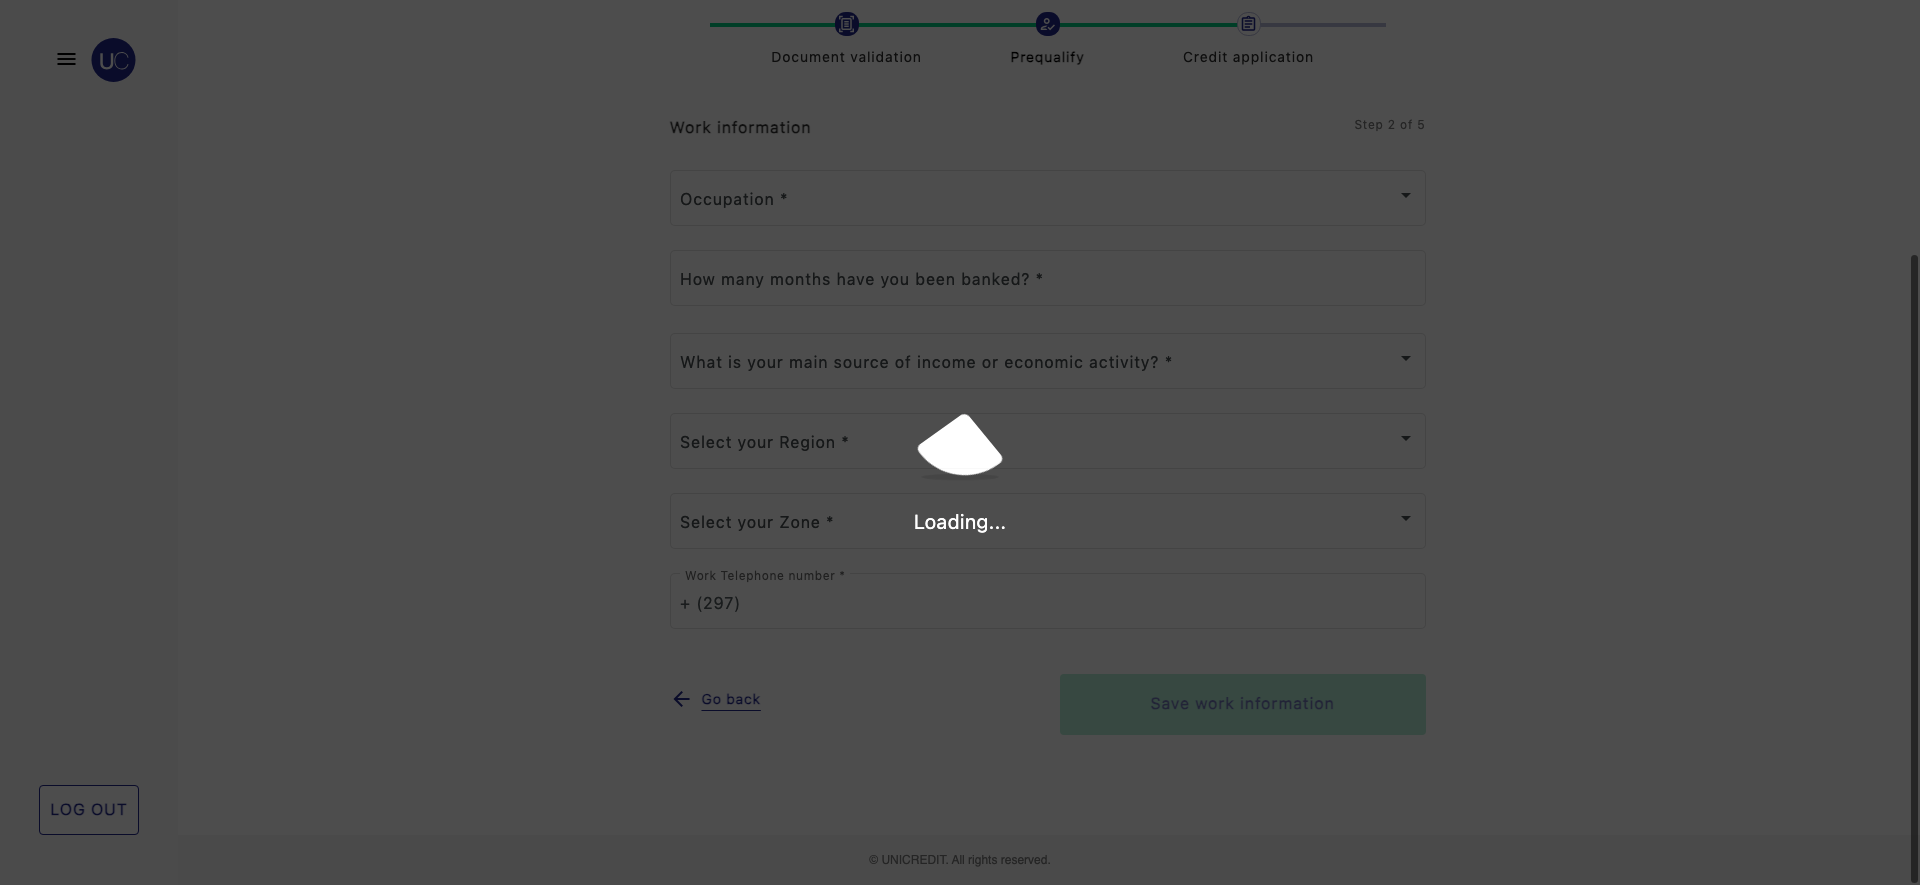 UC
Document validation
Prequalify
Credit application
Work information
Step 2 of 5
Occupation *
How many months have you been banked? *
What is your main source of income or economic activity? *
Select your Region *
Select your Zone *
Loading...
Work Telephone number *
+ (297)
Go back
Save work information
LOG OUT
© UNICREDIT. All rights reserved.